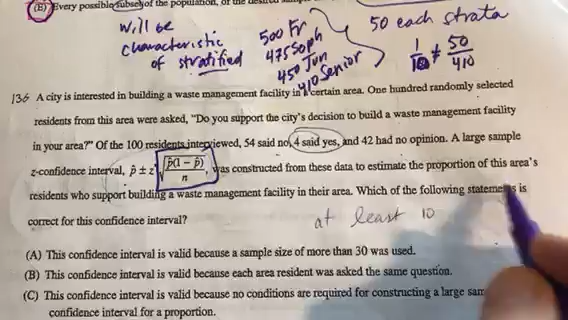 (E) Every possible subset of the population, of the desired
will be
characteristic
of stratified
500 Fr
475 Soph
450 Jun
410 Senior
50 each strata
1/10 ≠ 50/410
136 A city is interested in building a waste management facility in a certain area. One hundred randomly selected
residents from this area were asked, "Do you support the city's decision to build a waste management facility
in your area?" Of the 100 residents interviewed, 54 said no, 4 said yes, and 42 had no opinion. A large sample
z-confidence interval, p̂ ± z √(p̂(1 − p̂)/n), was constructed from these data to estimate the proportion of this area's
residents who support building a waste management facility in their area. Which of the following statements is
correct for this confidence interval?
at least 10
(A) This confidence interval is valid because a sample size of more than 30 was used.
(B) This confidence interval is valid because each area resident was asked the same question.
(C) This confidence interval is valid because no conditions are required for constructing a large
confidence interval for a proportion.